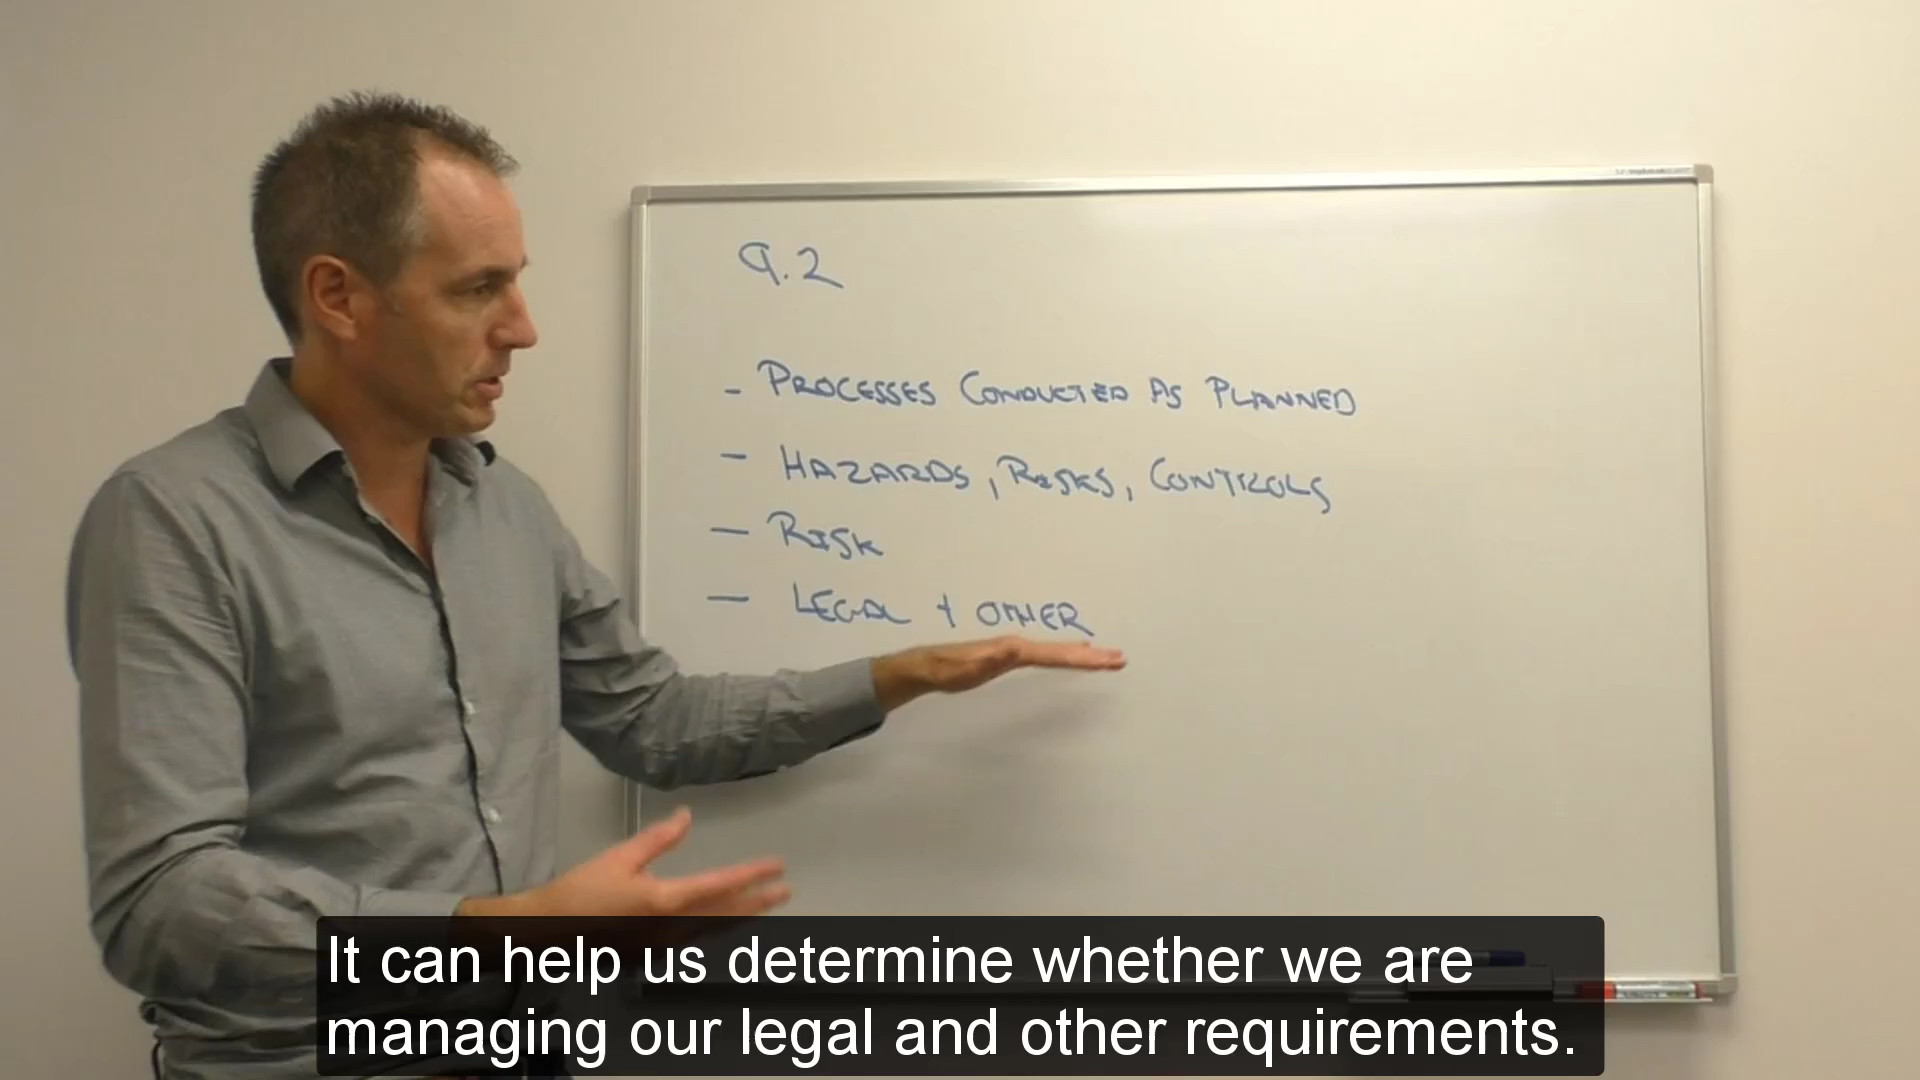 9.2
- PROCESSES CONDUCTED AS PLANNED
- HAZARDS, RISKS, CONTROLS
- RISK
- LEGAL + OTHER
It can help us determine whether we are
managing our legal and other requirements.